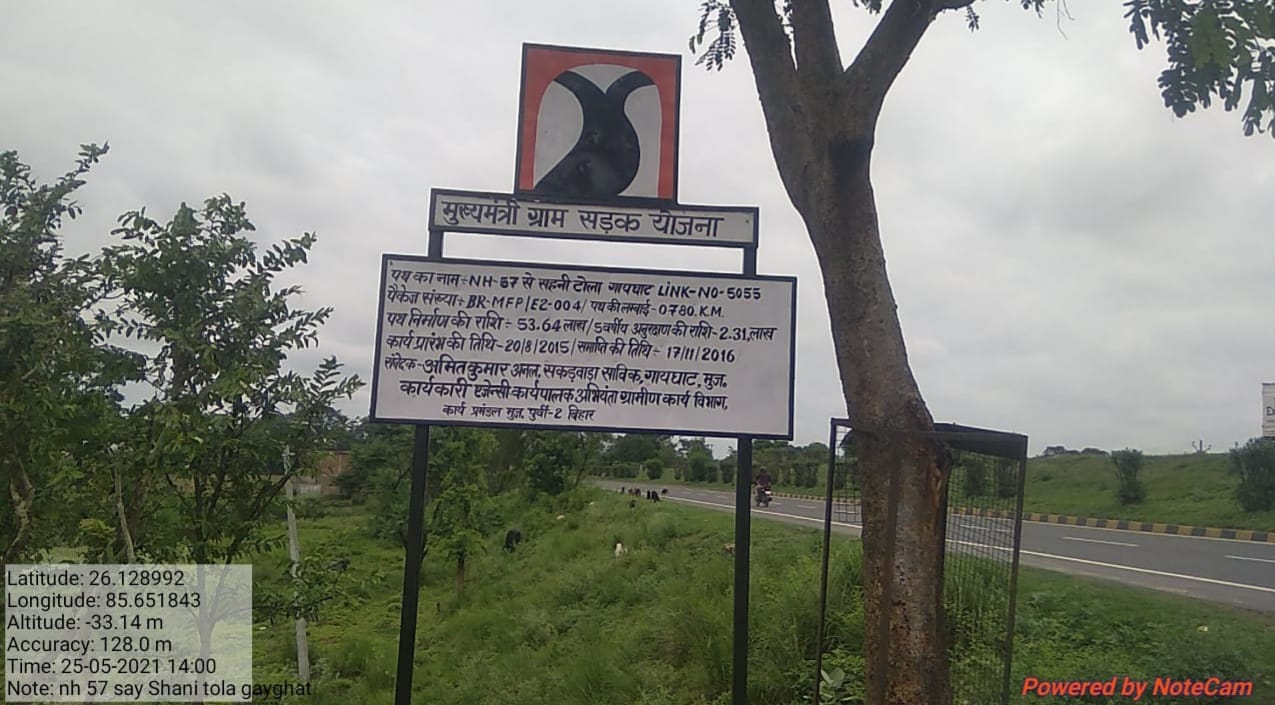 मुख्यमंत्री ग्राम सड़क योजना
पथ का नाम÷NH-57 से सहनी टोला गायघाट LiNK-NO-5055
पैकेज संख्या÷BR-MFP/E2-004/ पथ की लम्बाई-0.780.K.M.
पथ निर्माण की राशि÷ 53.64 लाख/5वर्षीय अनुरक्षण की राशि-2.31,लाख
कार्य प्रारंभ की तिथि-20/8/2015/समाप्ति की तिथि÷ 17/11/2016
संवेदक-अमित कुमार अनल, सकड़वाड़ा साविक, गायघाट, मुज.
कार्यकारी एजेन्सी कार्यपालक अभियंता ग्रामीण कार्य विभाग,
कार्य प्रमंडल मुज. पुर्वी-2 बिहार
Latitude: 26.128992
Longitude: 85.651843
Altitude: -33.14 m
Accuracy: 128.0 m
Time: 25-05-2021 14:00
Note: nh 57 say Shani tola gayghat
Powered by NoteCam